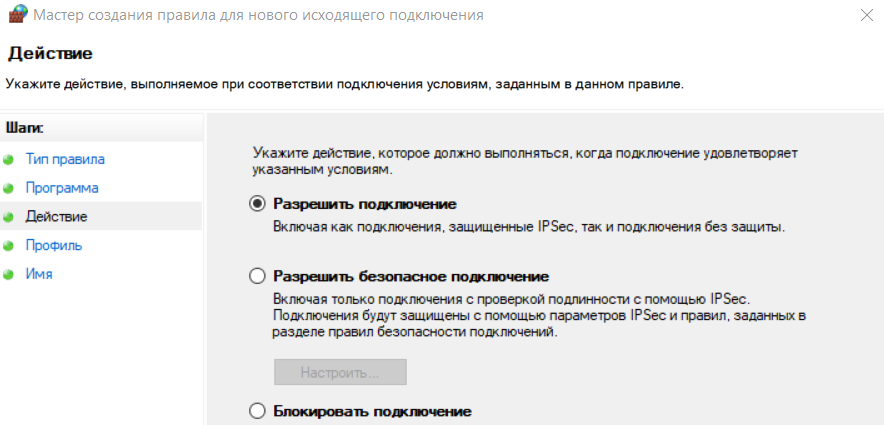 Мастер создания правила для нового исходящего подключения
Действие
Укажите действие, выполняемое при соответствии подключения условиям, заданным в данном правиле.
Шаги:
Тип правила
Программа
Действие
Профиль
Имя
Укажите действие, которое должно выполняться, когда подключение удовлетворяет
указанным условиям.
Разрешить подключение
Включая как подключения, защищенные IPSec, так и подключения без защиты.
Разрешить безопасное подключение
Включая только подключения с проверкой подлинности с помощью IPSec.
Подключения будут защищены с помощью параметров IPSec и правил, заданных в
разделе правил безопасности подключений.
Настроить...
Блокировать подключение